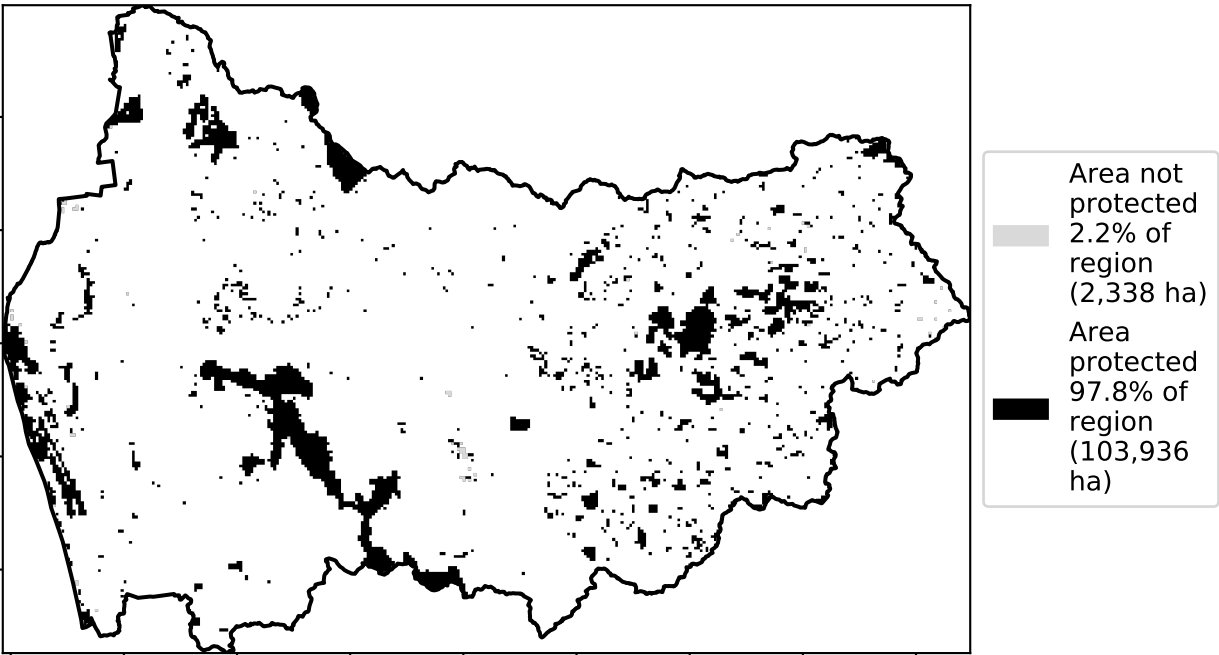 Area not
protected
2.2% of
region
(2,338 ha)
Area
protected
97.8% of
region
(103,936
ha)